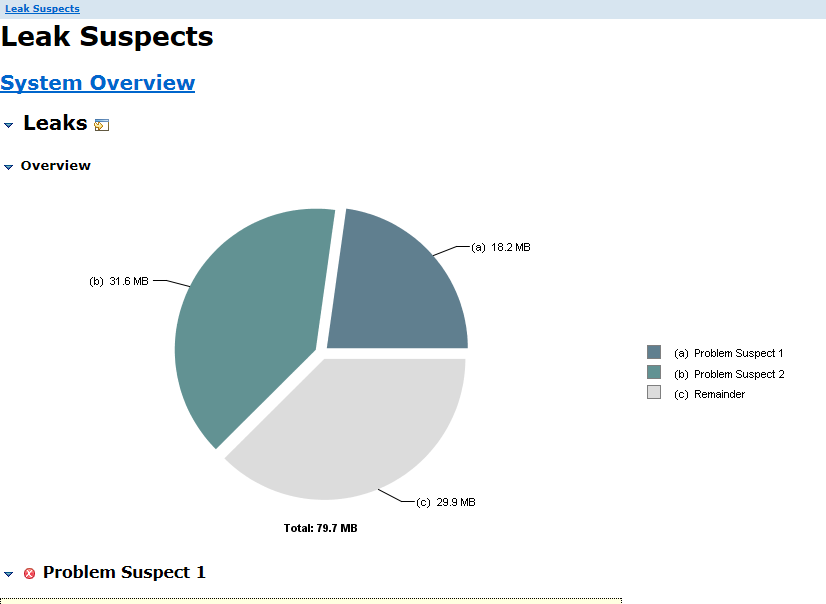 Leak Suspects
Leak Suspects
System Overview
Leaks
Overview
(a) 18.2 MB
(b) 31.6 MB
(a) Problem Suspect 1
(b) Problem Suspect 2
(c) Remainder
(c) 29.9 MB
Total: 79.7 MB
Problem Suspect 1